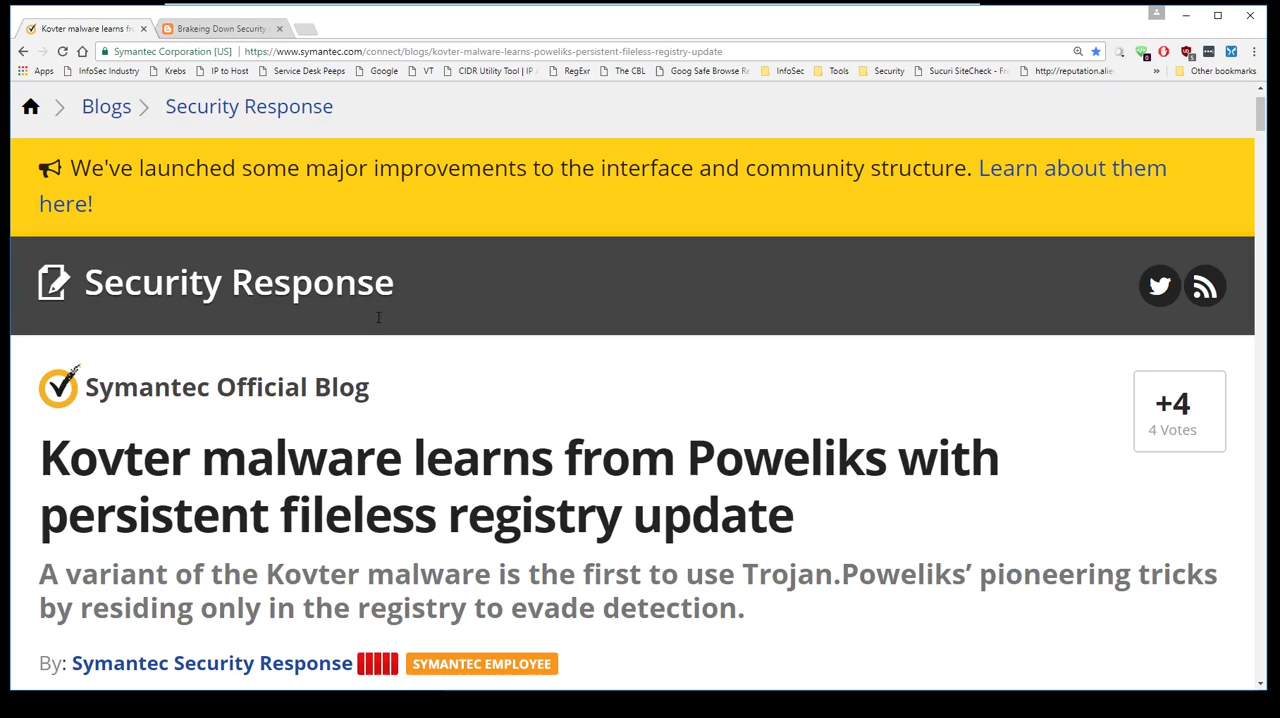 Kovter malware learns fr
Brakeing Down Security
Symantec Corporation [US] https://www.symantec.com/connect/blogs/kovter-malware-learns-poweliks-persistent-fileless-registry-update
Apps InfoSec Industry Krebs IP to Host Service Desk Peeps Google VT CIDR Utility Tool | IP RegExr The CBL Goog Safe Browse Re InfoSec Tools Security Sucuri SiteCheck - Fr http://reputation.alie » Other bookmarks
Blogs Security Response
We've launched some major improvements to the interface and community structure. Learn about them
here!
Security Response
Symantec Official Blog
+4
4 Votes
Kovter malware learns from Poweliks with
persistent fileless registry update
A variant of the Kovter malware is the first to use Trojan.Poweliks’ pioneering tricks
by residing only in the registry to evade detection.
By: Symantec Security Response SYMANTEC EMPLOYEE